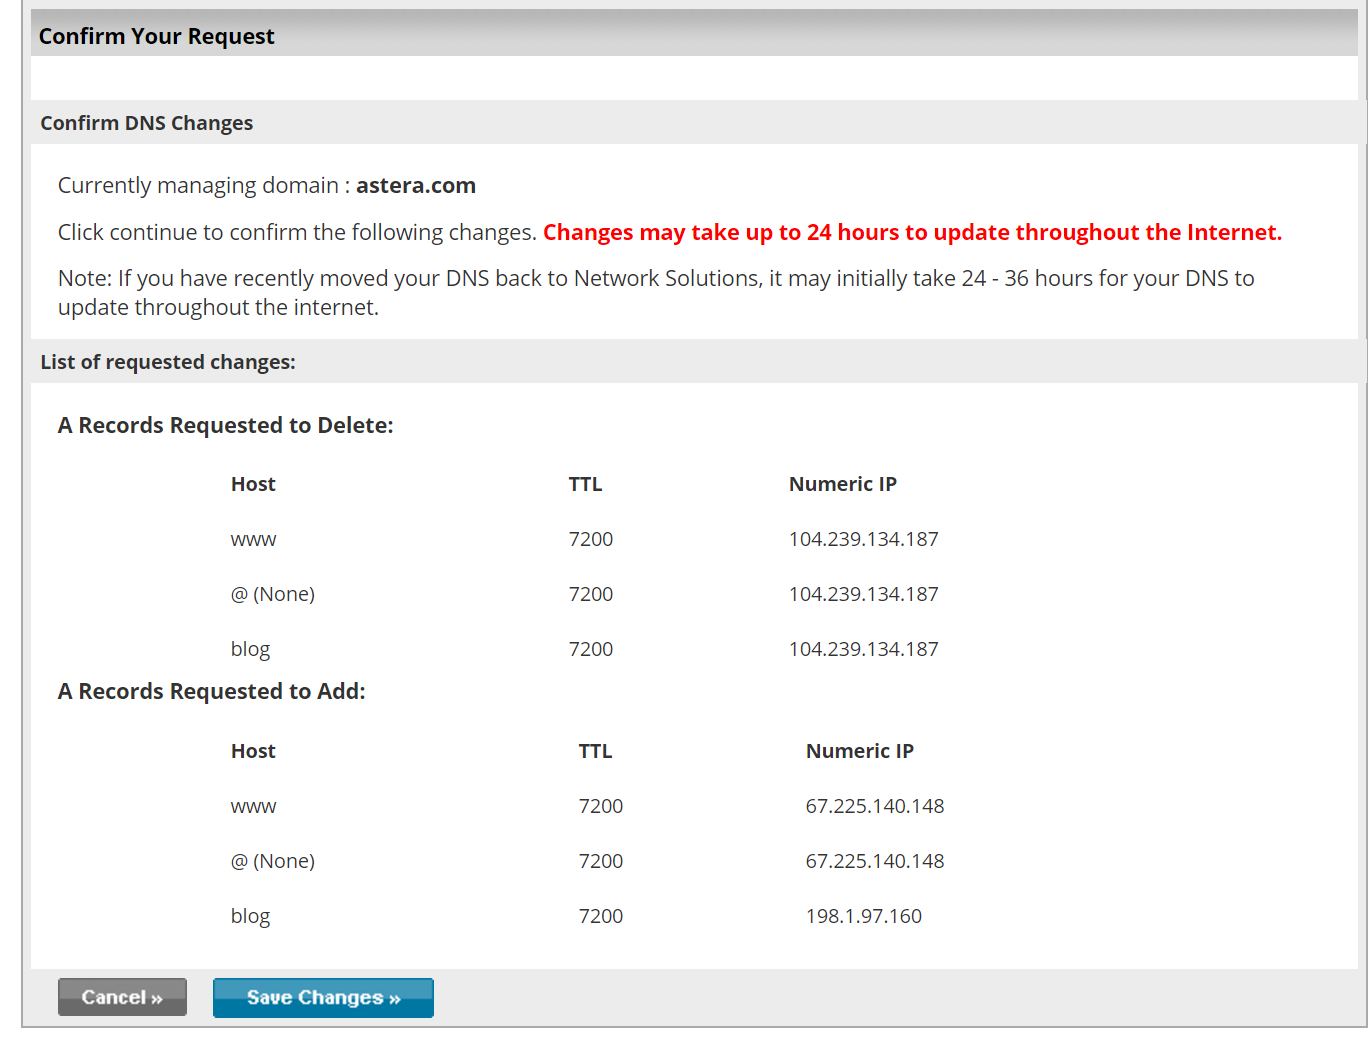 Confirm Your Request
Confirm DNS Changes
Currently managing domain : astera.com
Click continue to confirm the following changes. Changes may take up to 24 hours to update throughout the Internet.
Note: If you have recently moved your DNS back to Network Solutions, it may initially take 24 - 36 hours for your DNS to
update throughout the internet.
List of requested changes:
A Records Requested to Delete:
Host TTL Numeric IP
www 7200 104.239.134.187
@ (None) 7200 104.239.134.187
blog 7200 104.239.134.187
A Records Requested to Add:
Host TTL Numeric IP
www 7200 67.225.140.148
@ (None) 7200 67.225.140.148
blog 7200 198.1.97.160
Cancel » Save Changes »